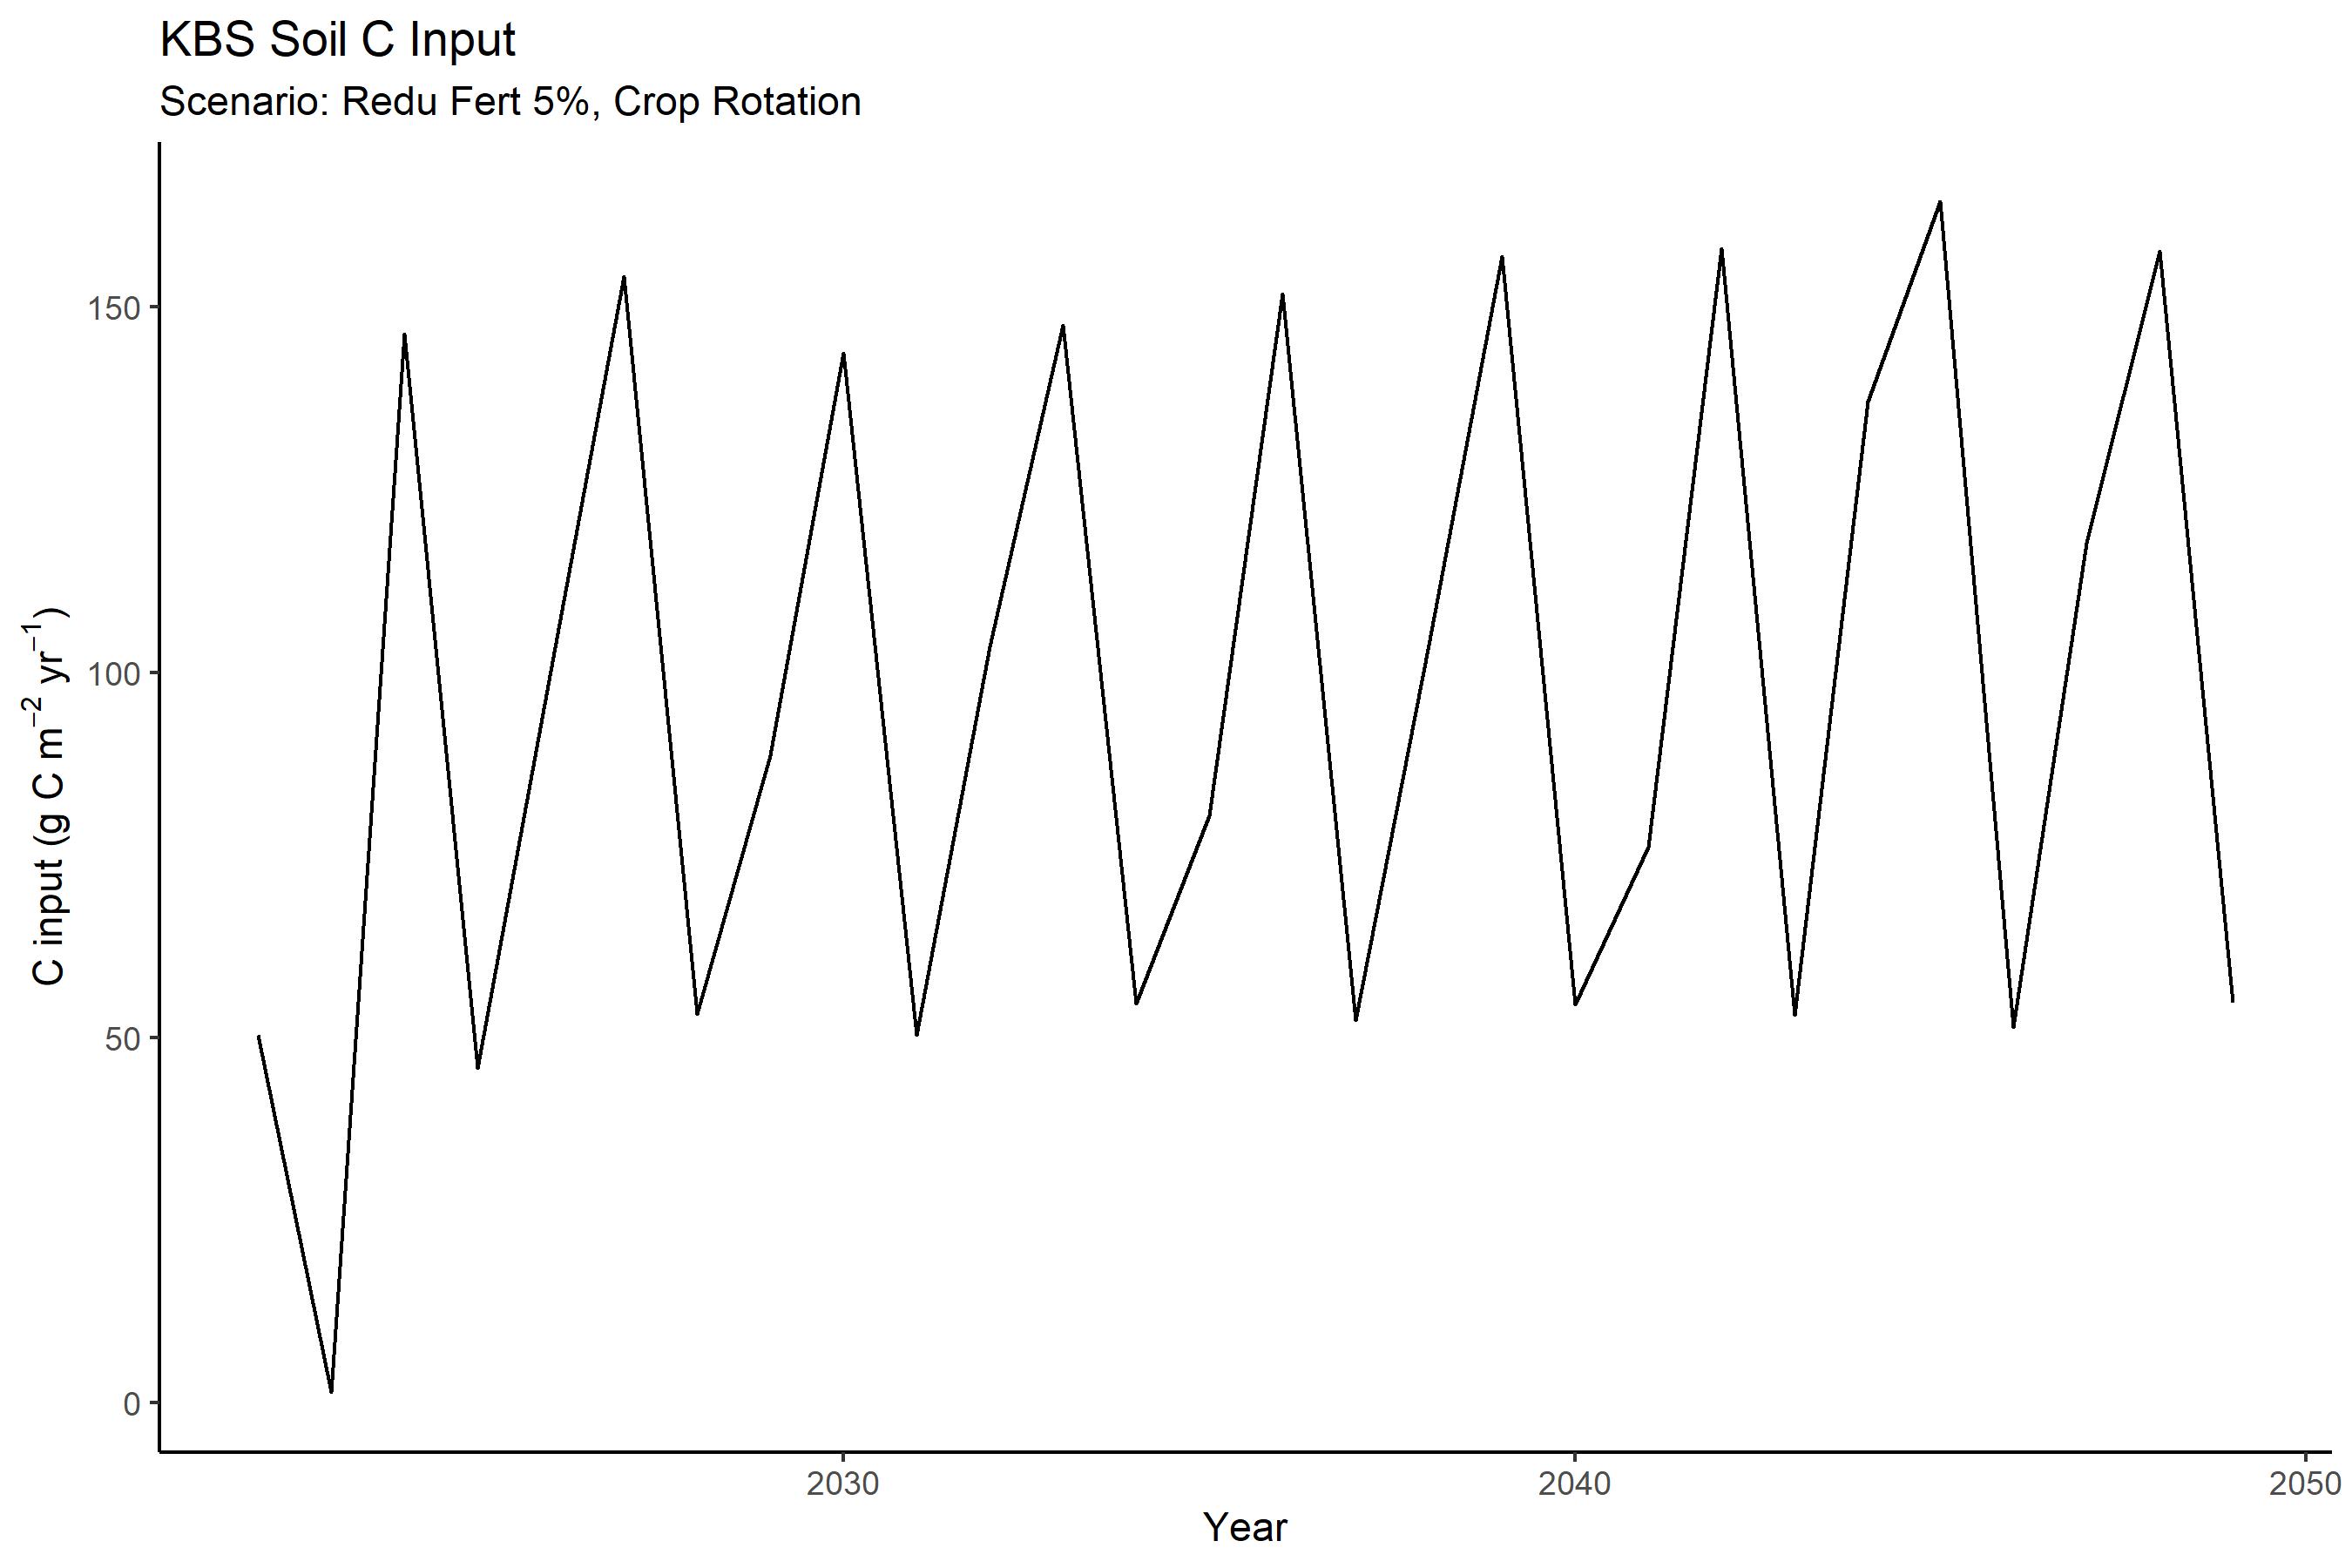 KBS Soil C Input
Scenario: Redu Fert 5%, Crop Rotation
C input (g C m⁻² yr⁻¹)
150
100
50
0
2030
2040
2050
Year